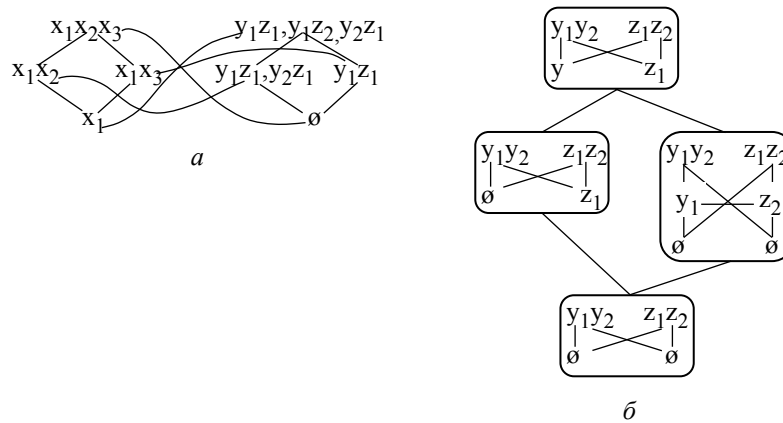 x₁x₂x₃ y₁z₁,y₁z₂,y₂z₁
x₁x₂ x₁x₃ y₁z₁,y₂z₁ y₁z₁
x₁ ø
а
y₁y₂ z₁z₂
y z₁
y₁y₂ z₁z₂
ø z₁
y₁y₂ z₁z₂
y₁ z₂
ø ø
y₁y₂ z₁z₂
ø ø
б